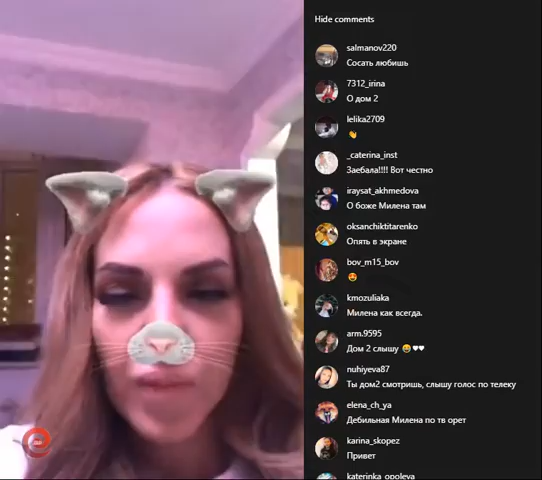 Hide comments
salmanov220
Сосать любишь
7312_irina
О дом 2
lelika2709
👏
_caterina_inst
Заебала!!!! Вот честно
iraysat_akhmedova
О боже Милена там
oksanchiktitarenko
Опять в экране
bov_m15_bov
😍
kmozuliaka
Милена как всегда.
arm.9595
Дом 2 слышу 😂🤍🤍
nuhiyeva87
Ты дом2 смотришь, слышу голос по телеку
elena_ch_ya
Дебильная Милена по тв орет
karina_skopez
Привет
katerinka_opoleva